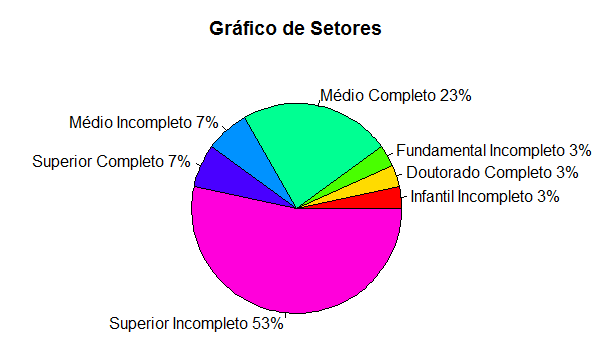 Gráfico de Setores
Médio Completo 23%
Médio Incompleto 7%
Fundamental Incompleto 3%
Superior Completo 7%
Doutorado Completo 3%
Infantil Incompleto 3%
Superior Incompleto 53%